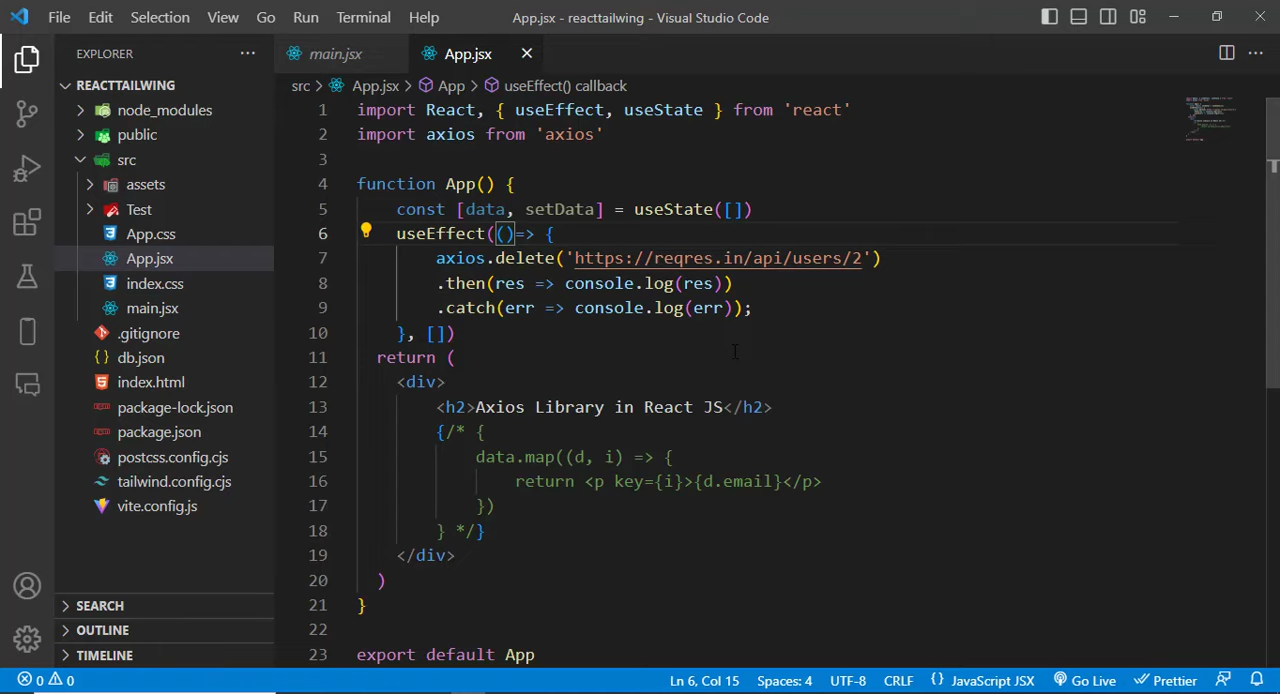 File Edit Selection View Go Run Terminal Help App.jsx - reacttailwing - Visual Studio Code
EXPLORER
REACTTAILWING
node_modules
public
src
assets
Test
App.css
App.jsx
index.css
main.jsx
.gitignore
db.json
index.html
package-lock.json
package.json
postcss.config.cjs
tailwind.config.cjs
vite.config.js
SEARCH
OUTLINE
TIMELINE
main.jsx App.jsx
src > App.jsx > App > useEffect() callback
1 import React, { useEffect, useState } from 'react'
2 import axios from 'axios'
3
4 function App() {
5 const [data, setData] = useState([])
6 useEffect(()=> {
7 axios.delete('https://reqres.in/api/users/2')
8 .then(res => console.log(res))
9 .catch(err => console.log(err));
10 }, [])
11 return (
12 <div>
13 <h2>Axios Library in React JS</h2>
14 {/* {
15 data.map((d, i) => {
16 return <p key={i}>{d.email}</p>
17 })
18 } */}
19 </div>
20 )
21 }
22
23 export default App
0 0 Ln 6, Col 15 Spaces: 4 UTF-8 CRLF {} JavaScript JSX Go Live Prettier